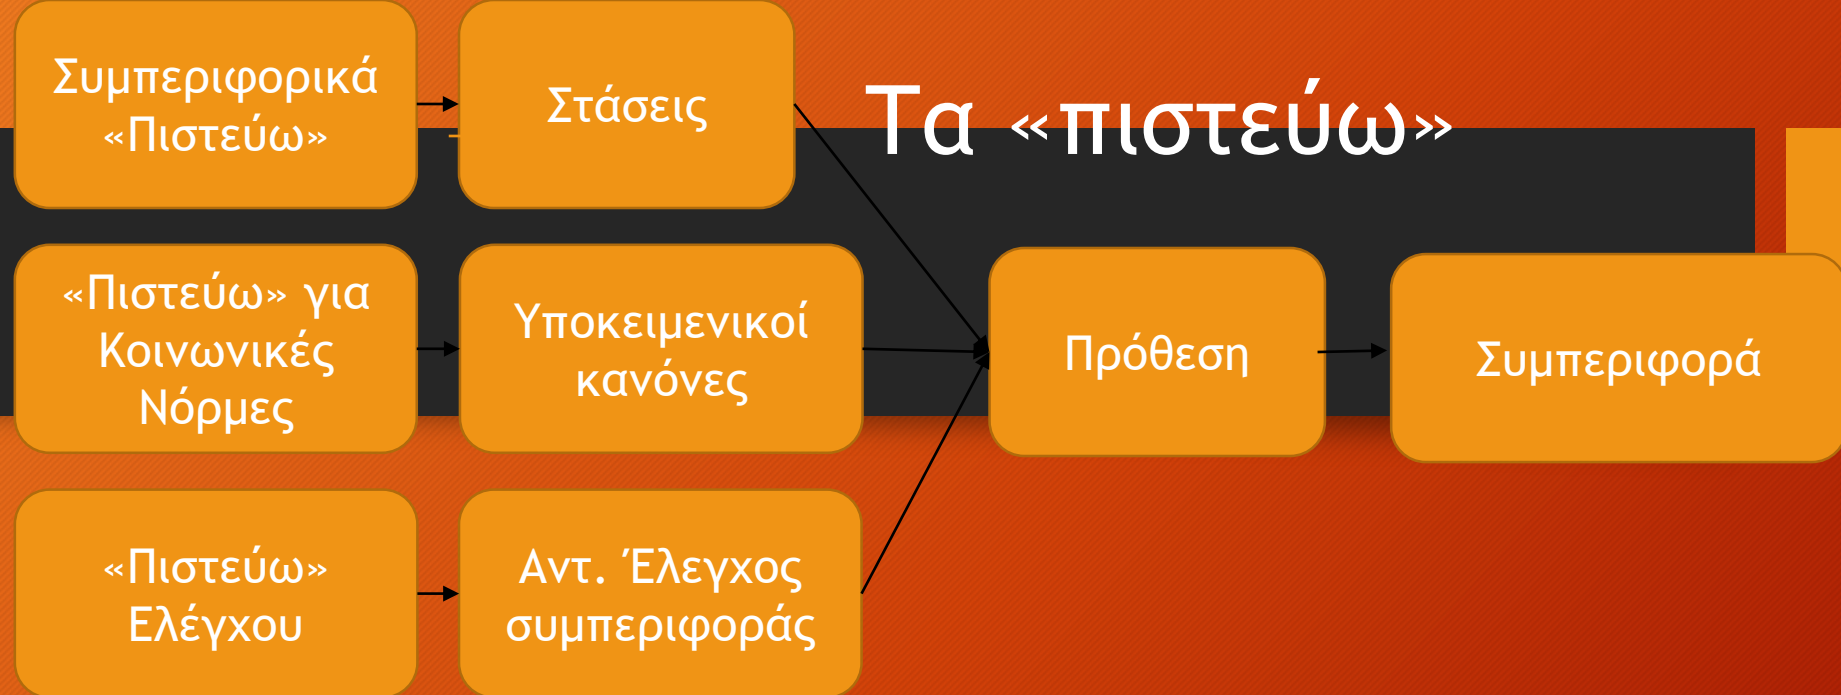 Τα «πιστεύω»
Συμπεριφορικά
«Πιστεύω»
Στάσεις
«Πιστεύω» για
Κοινωνικές
Νόρμες
Υποκειμενικοί
κανόνες
Πρόθεση
Συμπεριφορά
«Πιστεύω»
Ελέγχου
Αντ. Έλεγχος
συμπεριφοράς